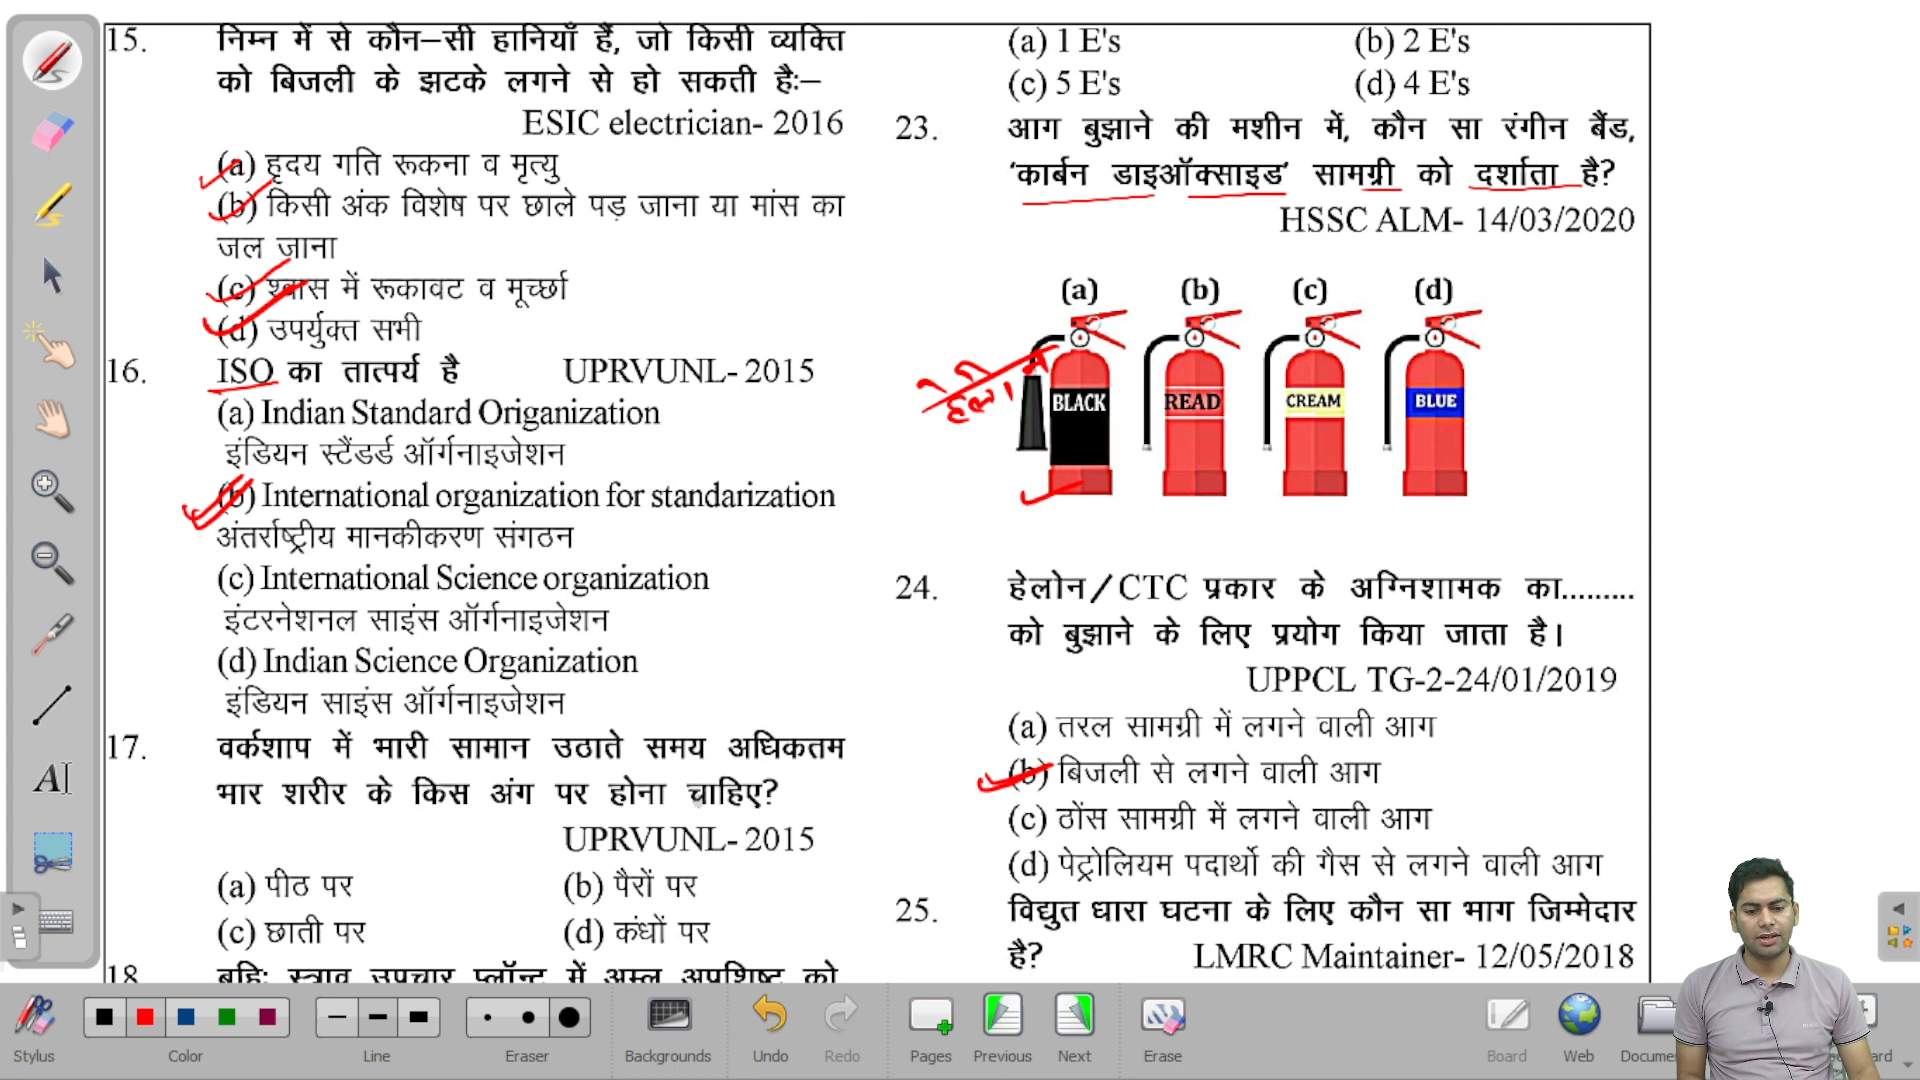 15. निम्न में से कौन–सी हानियाँ हैं, जो किसी व्यक्ति
को बिजली के झटके लगने से हो सकती हैः–
ESIC electrician- 2016
(a) हृदय गति रूकना व मृत्यु
(b) किसी अंक विशेष पर छाले पड़ जाना या मांस का
जल जाना
(c) श्वास में रूकावट व मूर्च्छा
(d) उपर्युक्त सभी
16. ISO का तात्पर्य है UPRVUNL- 2015
(a) Indian Standard Origanization
इंडियन स्टैंडर्ड ऑर्गनाइजेशन
(b) International organization for standarization
अंतर्राष्ट्रीय मानकीकरण संगठन
(c) International Science organization
इंटरनेशनल साइंस ऑर्गनाइजेशन
(d) Indian Science Organization
इंडियन साइंस ऑर्गनाइजेशन
17. वर्कशाप में भारी सामान उठाते समय अधिकतम
भार शरीर के किस अंग पर होना चाहिए?
UPRVUNL- 2015
(a) पीठ पर (b) पैरों पर
(c) छाती पर (d) कंधों पर
18. बहिः स्त्राव उपचार प्लॉन्ट में अम्ल अपशिष्ट को
(a) 1 E's (b) 2 E's
(c) 5 E's (d) 4 E's
23. आग बुझाने की मशीन में, कौन सा रंगीन बैंड,
‘कार्बन डाइऑक्साइड’ सामग्री को दर्शाता है?
HSSC ALM- 14/03/2020
(a) (b) (c) (d)
हेलोन
BLACK READ CREAM BLUE
24. हेलोन/CTC प्रकार के अग्निशामक का.........
को बुझाने के लिए प्रयोग किया जाता है।
UPPCL TG-2-24/01/2019
(a) तरल सामग्री में लगने वाली आग
(b) बिजली से लगने वाली आग
(c) ठोंस सामग्री में लगने वाली आग
(d) पेट्रोलियम पदार्थो की गैस से लगने वाली आग
25. विद्युत धारा घटना के लिए कौन सा भाग जिम्मेदार
है? LMRC Maintainer- 12/05/2018
Stylus Color Line Eraser Backgrounds Undo Redo Pages Previous Next Erase Board Web